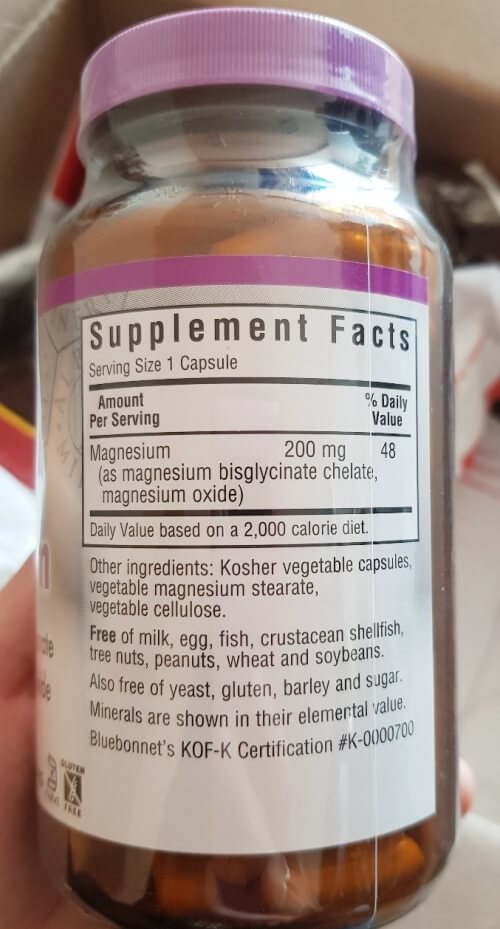 Supplement Facts
Serving Size 1 Capsule
Amount
Per Serving
% Daily
Value
Magnesium 200 mg 48
(as magnesium bisglycinate chelate,
magnesium oxide)
Daily Value based on a 2,000 calorie diet.
Other ingredients: Kosher vegetable capsules,
vegetable magnesium stearate,
vegetable cellulose.
Free of milk, egg, fish, crustacean shellfish,
tree nuts, peanuts, wheat and soybeans.
Also free of yeast, gluten, barley and sugar.
Minerals are shown in their elemental value.
Bluebonnet's KOF-K Certification #K-0000700
GLUTEN
FREE